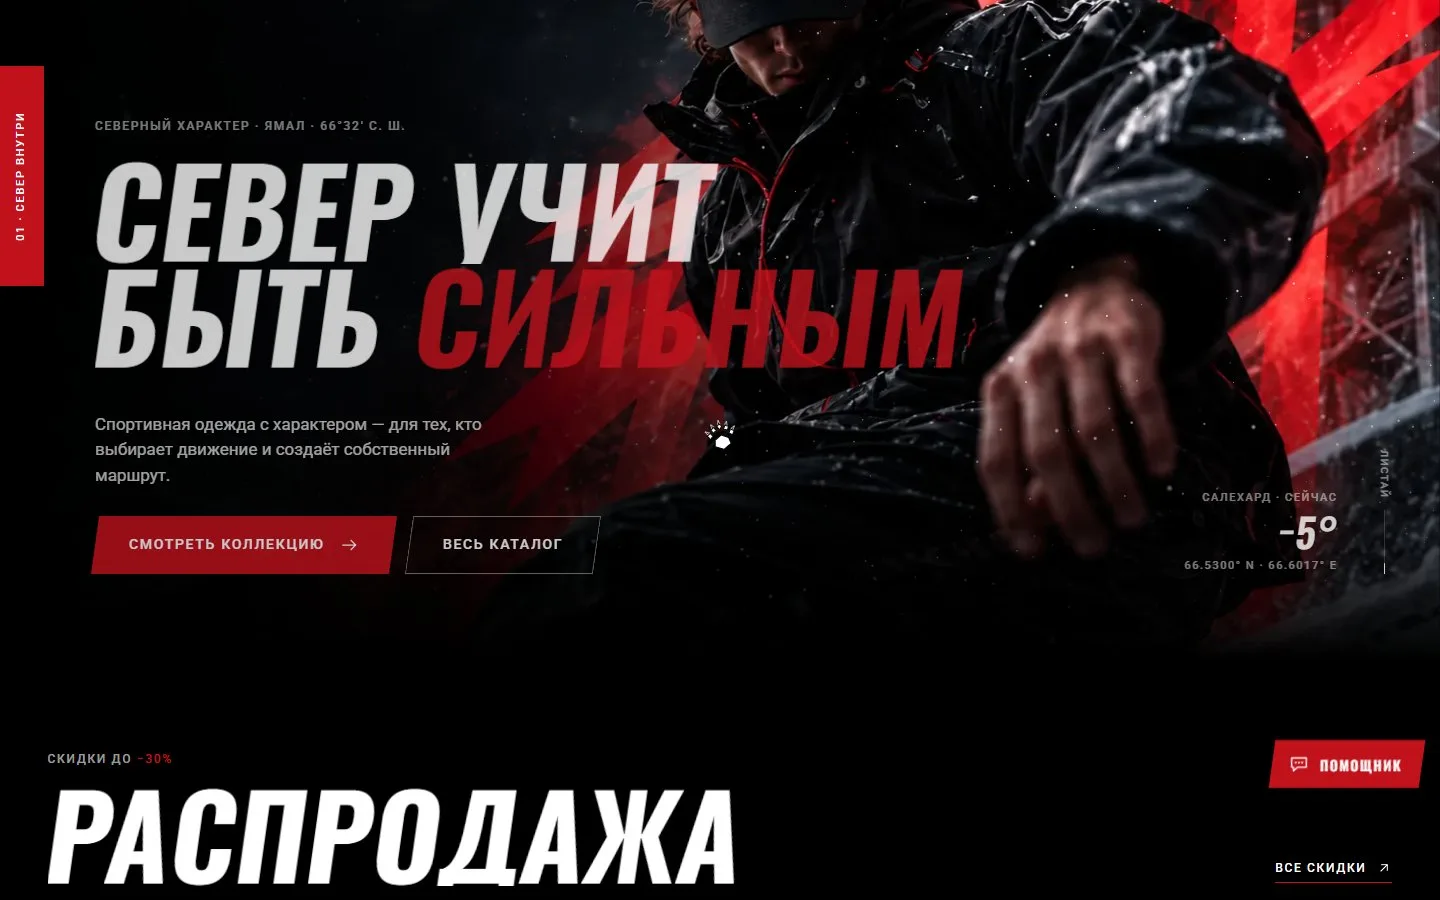 01 · СЕВЕР ВНУТРИ
СЕВЕРНЫЙ ХАРАКТЕР · ЯМАЛ · 66°32' С. Ш.
СЕВЕР УЧИТ
БЫТЬ СИЛЬНЫМ
Спортивная одежда с характером — для тех, кто
выбирает движение и создаёт собственный
маршрут.
СМОТРЕТЬ КОЛЛЕКЦИЮ →
ВЕСЬ КАТАЛОГ
ЛИСТАЙ
САЛЕХАРД · СЕЙЧАС
-5°
66.5300° N · 66.6017° E
СКИДКИ ДО −30%
РАСПРОДАЖА
ПОМОЩНИК
ВСЕ СКИДКИ ↗